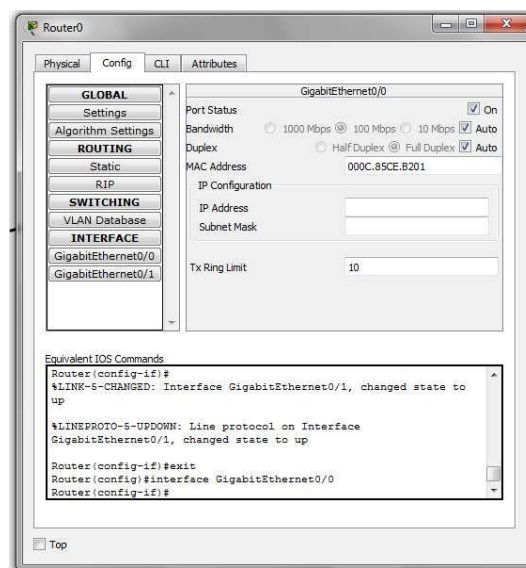 Router0
Physical Config CLI Attributes
GLOBAL
Settings
Algorithm Settings
ROUTING
Static
RIP
SWITCHING
VLAN Database
INTERFACE
GigabitEthernet0/0
GigabitEthernet0/1
GigabitEthernet0/0
Port Status On
Bandwidth 1000 Mbps 100 Mbps 10 Mbps Auto
Duplex Half Duplex Full Duplex Auto
MAC Address 000C.85CE.B201
IP Configuration
IP Address
Subnet Mask
Tx Ring Limit 10
Equivalent IOS Commands
Router(config-if)#
%LINK-5-CHANGED: Interface GigabitEthernet0/1, changed state to
up
%LINEPROTO-5-UPDOWN: Line protocol on Interface
GigabitEthernet0/1, changed state to up
Router(config-if)#exit
Router(config)#interface GigabitEthernet0/0
Router(config-if)#
Top